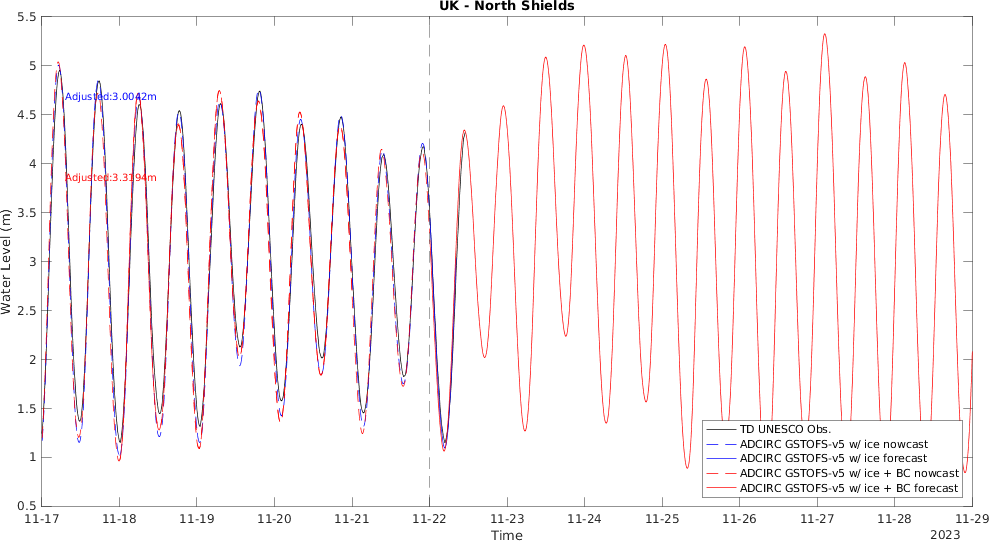 UK - North Shields
5.5
5
4.5
4
3.5
3
2.5
2
1.5
1
0.5
Water Level (m)
Adjusted:3.0042m
Adjusted:3.3194m
TD UNESCO Obs.
ADCIRC GSTOFS-v5 w/ ice nowcast
ADCIRC GSTOFS-v5 w/ ice forecast
ADCIRC GSTOFS-v5 w/ ice + BC nowcast
ADCIRC GSTOFS-v5 w/ ice + BC forecast
11-17 11-18 11-19 11-20 11-21 11-22 11-23 11-24 11-25 11-26 11-27 11-28 11-29
Time
2023